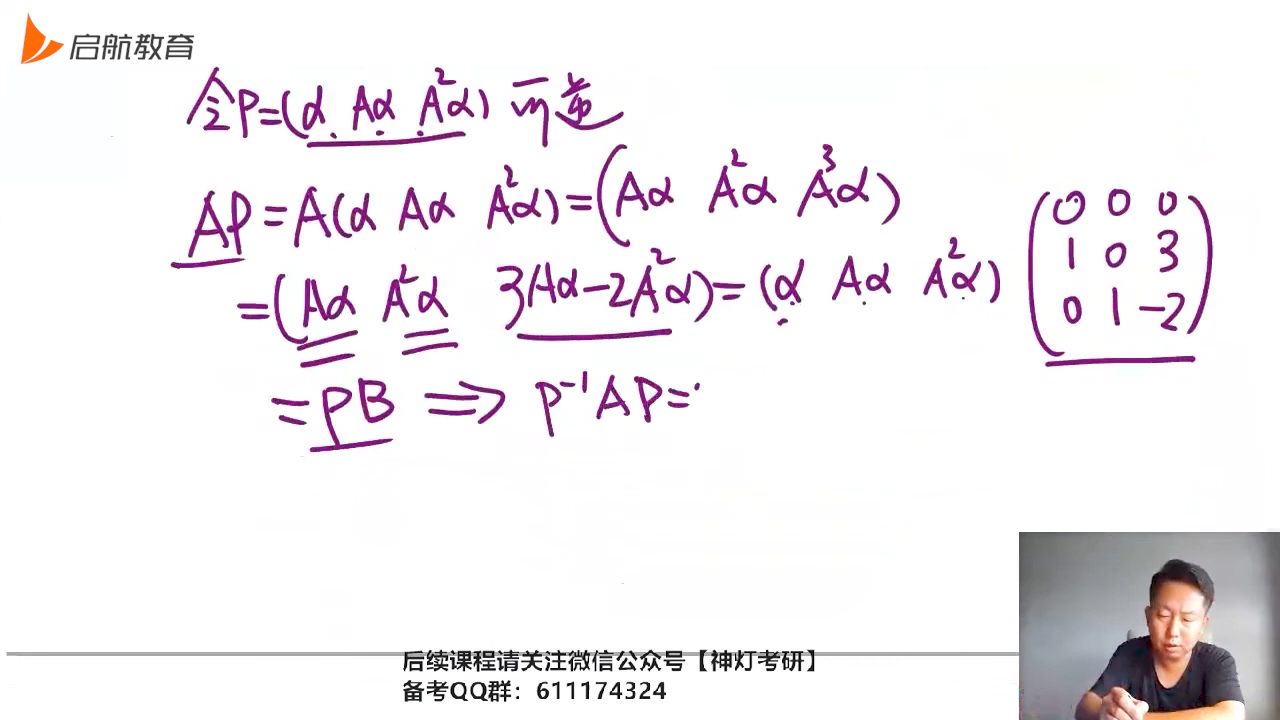 启航教育
令P=(α Aα A²α) 可逆
AP=A(α Aα A²α)=(Aα A²α A³α)
=(Aα A²α 3Aα-2A²α)=(α Aα A²α)
0 0 0
1 0 3
0 1 -2
=PB ⟹ P⁻¹AP=
后续课程请关注微信公众号【神灯考研】
备考QQ群：611174324